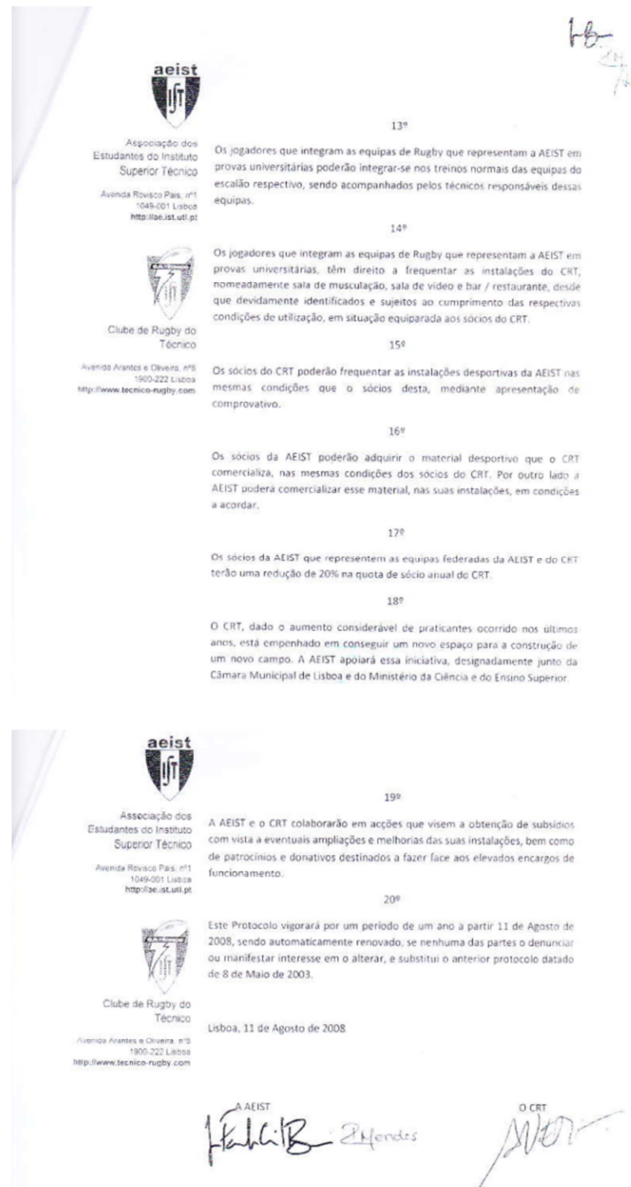 aeist
IST
Associação dos
Estudantes do Instituto
Superior Técnico
Avenida Rovisco Pais, nº1
1049-001 Lisboa
http://ae.ist.utl.pt
Clube de Rugby do
Técnico
Avenida Arantes e Oliveira, nº5
1900-222 Lisboa
http://www.tecnico-rugby.com
13º
Os jogadores que integram as equipas de Rugby que representam a AEIST em
provas universitárias poderão integrar-se nos treinos normais das equipas do
escalão respectivo, sendo acompanhados pelos técnicos responsáveis dessas
equipas.
14º
Os jogadores que integram as equipas de Rugby que representam a AEIST em
provas universitárias, têm direito a frequentar as instalações do CRT,
nomeadamente sala de musculação, sala de vídeo e bar / restaurante, desde
que devidamente identificados e sujeitos ao cumprimento das respectivas
condições de utilização, em situação equiparada aos sócios do CRT.
15º
Os sócios do CRT poderão frequentar as instalações desportivas da AEIST nas
mesmas condições que o sócios desta, mediante apresentação de
comprovativo.
16º
Os sócios da AEIST poderão adquirir o material desportivo que o CRT
comercializa, nas mesmas condições dos sócios do CRT. Por outro lado a
AEIST poderá comercializar esse material, nas suas instalações, em condições
a acordar.
17º
Os sócios da AEIST que representem as equipas federadas da AEIST e do CRT
terão uma redução de 20% na quota de sócio anual do CRT.
18º
O CRT, dado o aumento considerável de praticantes ocorrido nos últimos
anos, está empenhado em conseguir um novo espaço para a construção de
um novo campo. A AEIST apoiará essa iniciativa, designadamente junto da
Câmara Municipal de Lisboa e do Ministério da Ciência e do Ensino Superior.
aeist
IST
Associação dos
Estudantes do Instituto
Superior Técnico
Avenida Rovisco Pais, nº1
1049-001 Lisboa
http://ae.ist.utl.pt
Clube de Rugby do
Técnico
Avenida Arantes e Oliveira, nº5
1900-222 Lisboa
http://www.tecnico-rugby.com
19º
A AEIST e o CRT colaborarão em acções que visem a obtenção de subsídios
com vista a eventuais ampliações e melhorias das suas instalações, bem como
de patrocínios e donativos destinados a fazer face aos elevados encargos de
funcionamento.
20º
Este Protocolo vigorará por um período de um ano a partir 11 de Agosto de
2008, sendo automaticamente renovado, se nenhuma das partes o denunciar
ou manifestar interesse em o alterar, e substitui o anterior protocolo datado
de 8 de Maio de 2003.
Lisboa, 11 de Agosto de 2008
A AEIST
O CRT
Mendes